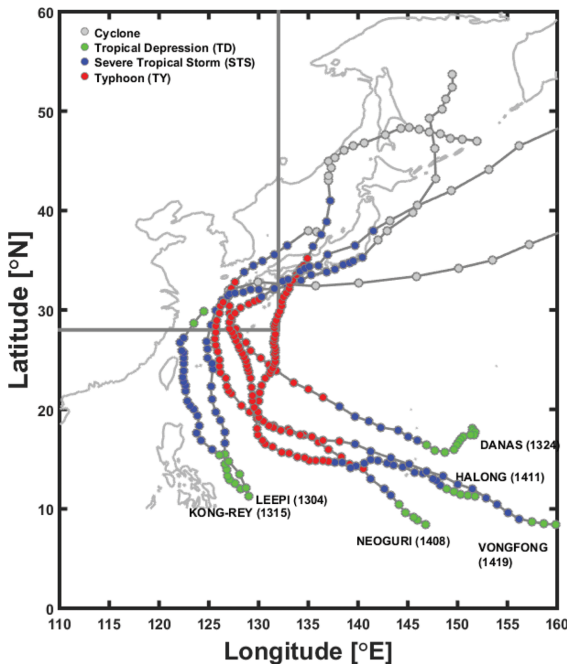 Cyclone
Tropical Depression (TD)
Severe Tropical Storm (STS)
Typhoon (TY)
60
50
40
30
20
10
0
Latitude [°N]
DANAS (1324)
HALONG (1411)
LEEPI (1304)
KONG-REY (1315)
NEOGURI (1408)
VONGFONG
(1419)
110 115 120 125 130 135 140 145 150 155 160
Longitude [°E]